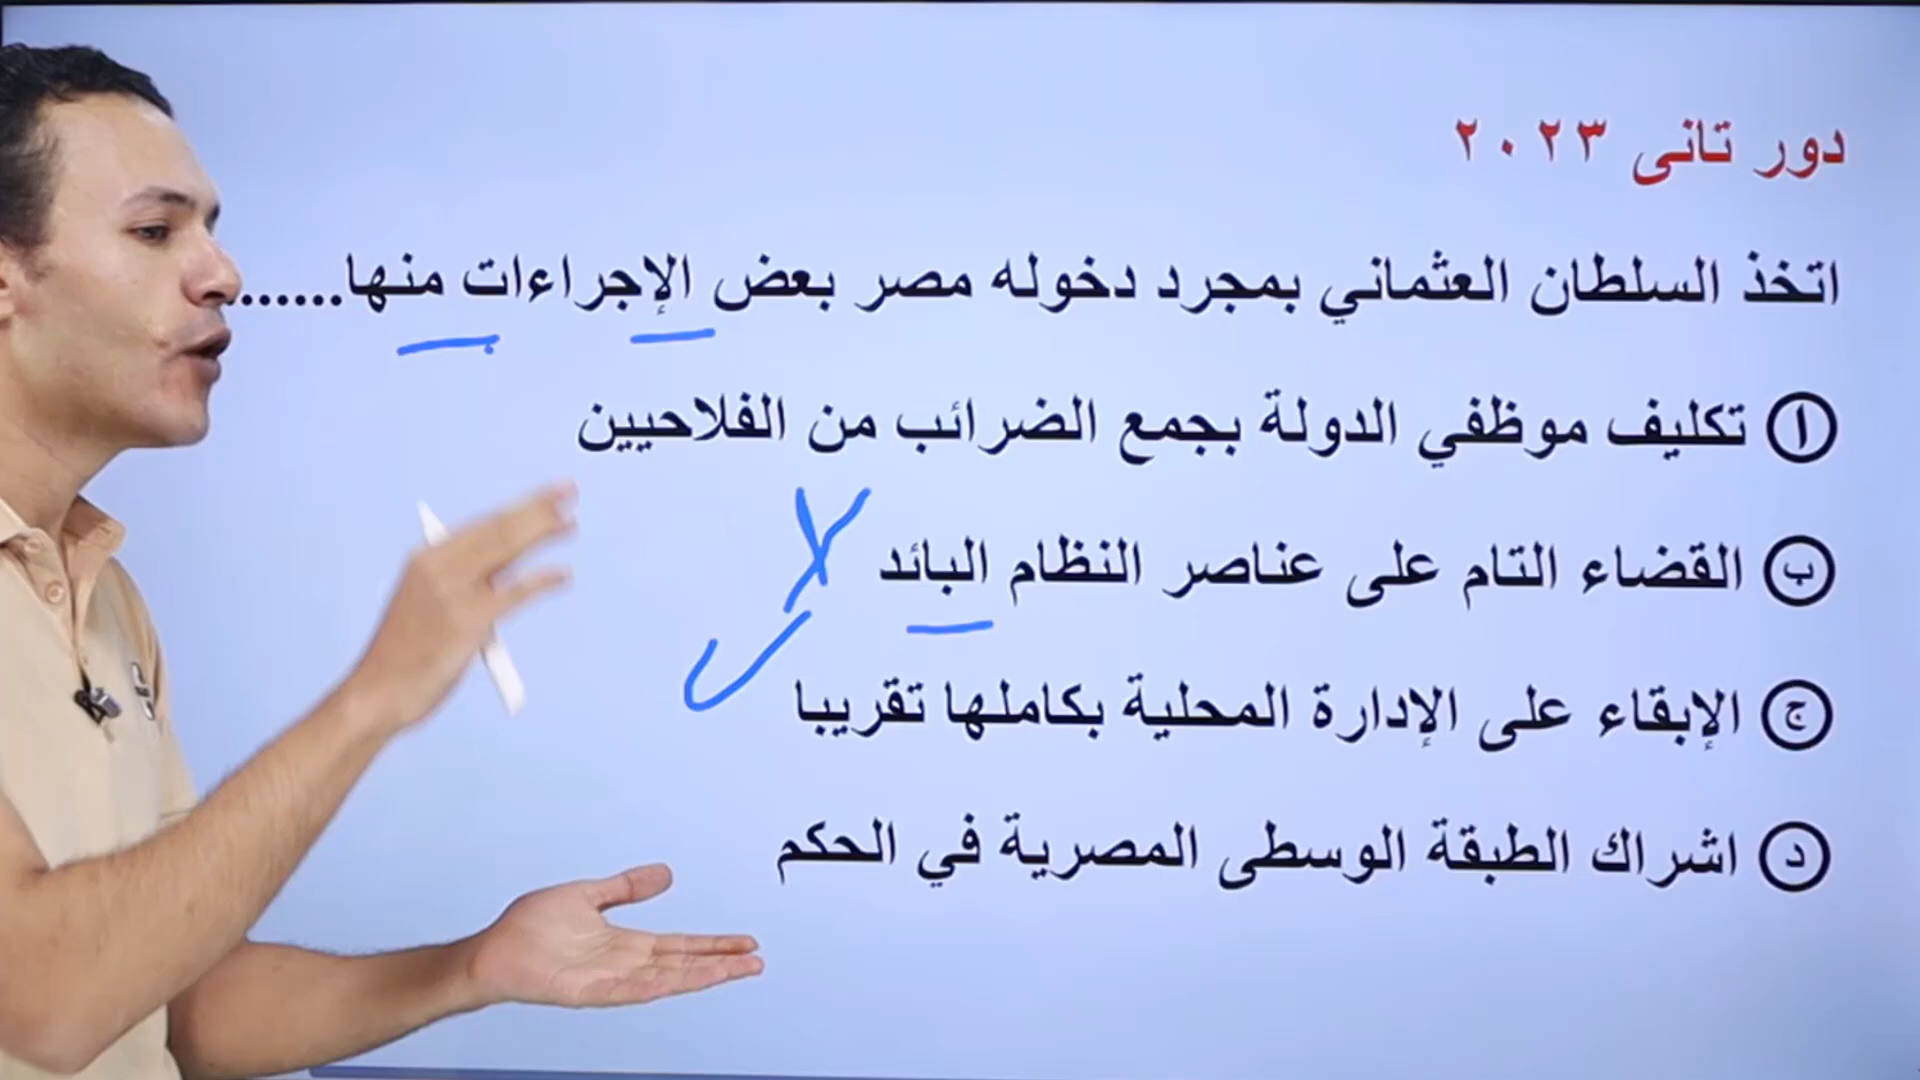 دور تانى ٢٠٢٣
اتخذ السلطان العثماني بمجرد دخوله مصر بعض الإجراءات منها.......
أ تكليف موظفي الدولة بجمع الضرائب من الفلاحيين
ب القضاء التام على عناصر النظام البائد
ج الإبقاء على الإدارة المحلية بكاملها تقريبا
د اشراك الطبقة الوسطى المصرية في الحكم